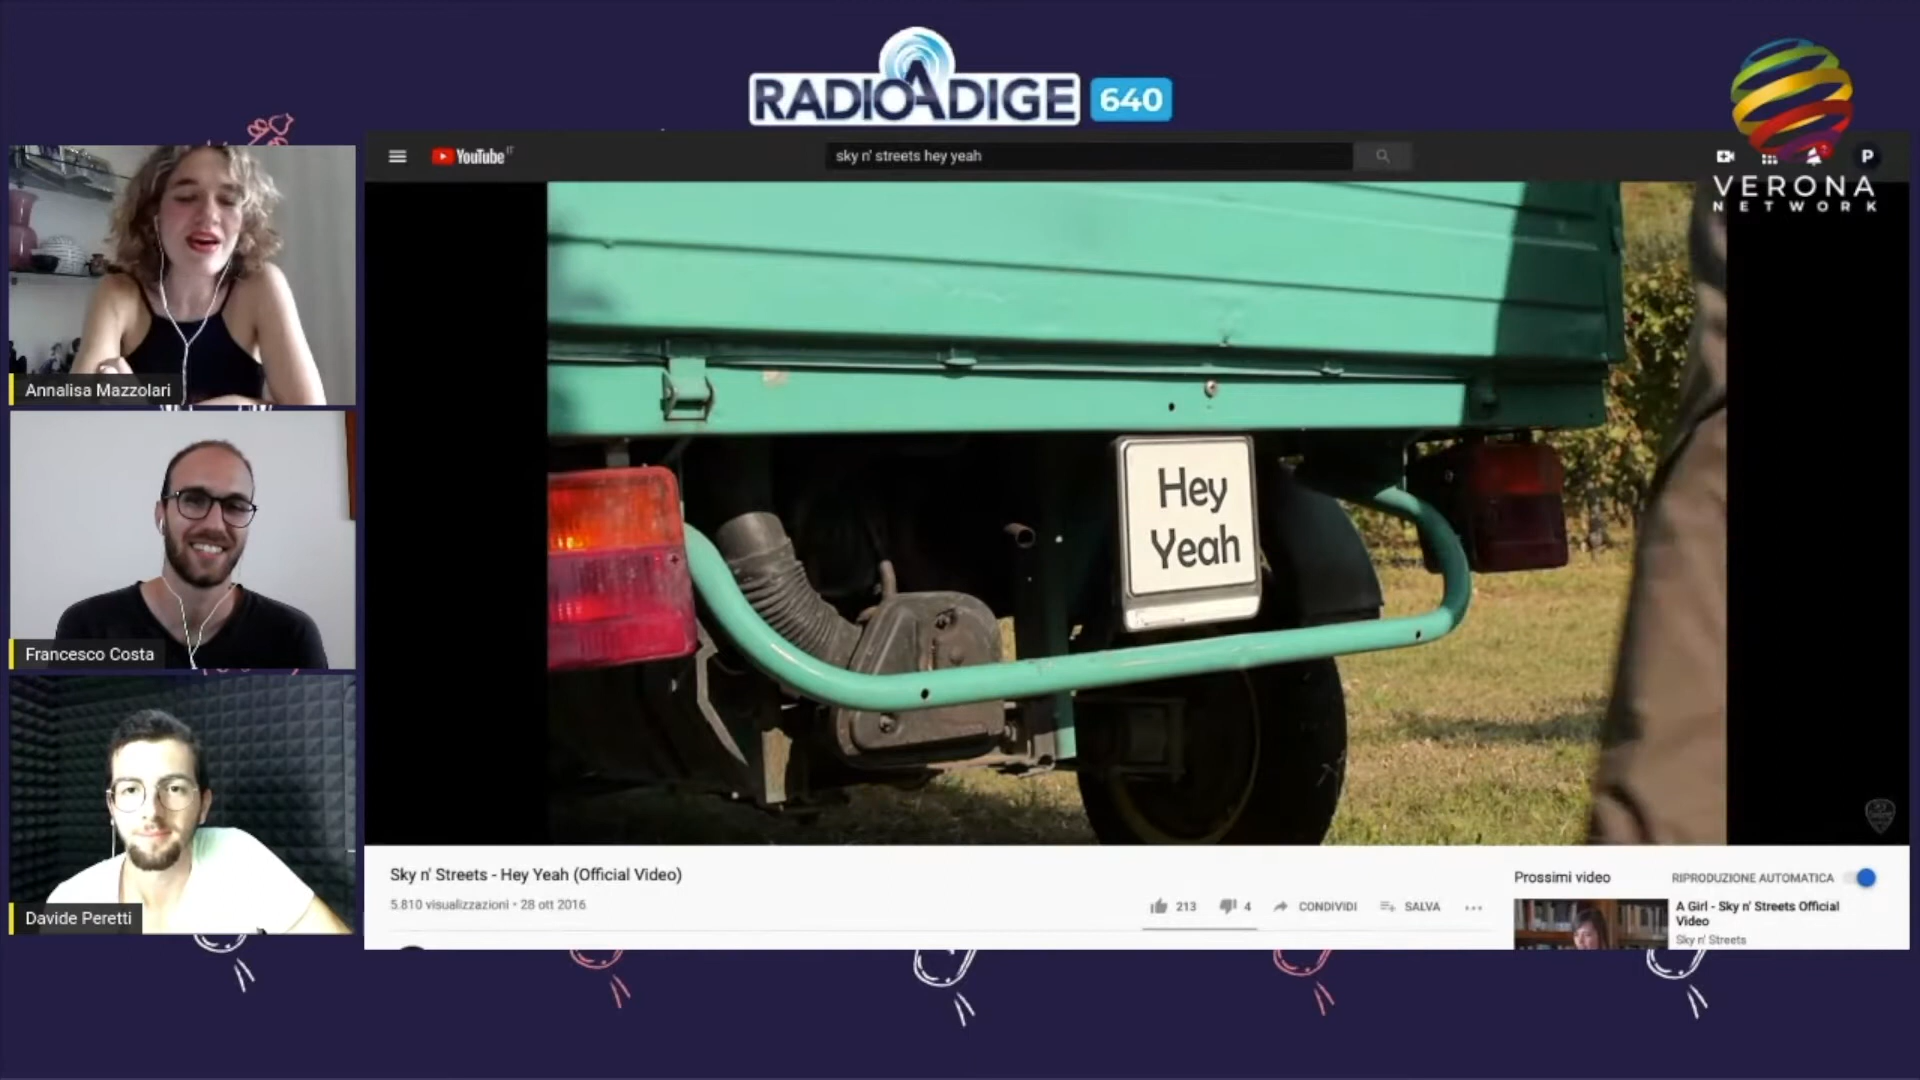 RADIOADIGE 640
VERONA
NETWORK
YouTube IT
sky n' streets hey yeah
P
Annalisa Mazzolari
Francesco Costa
Davide Peretti
Hey
Yeah
Sky n' Streets - Hey Yeah (Official Video)
5.810 visualizzazioni • 28 ott 2016
213
4
CONDIVIDI
SALVA
Prossimi video
RIPRODUZIONE AUTOMATICA
A Girl - Sky n' Streets Official
Video
Sky n' Streets